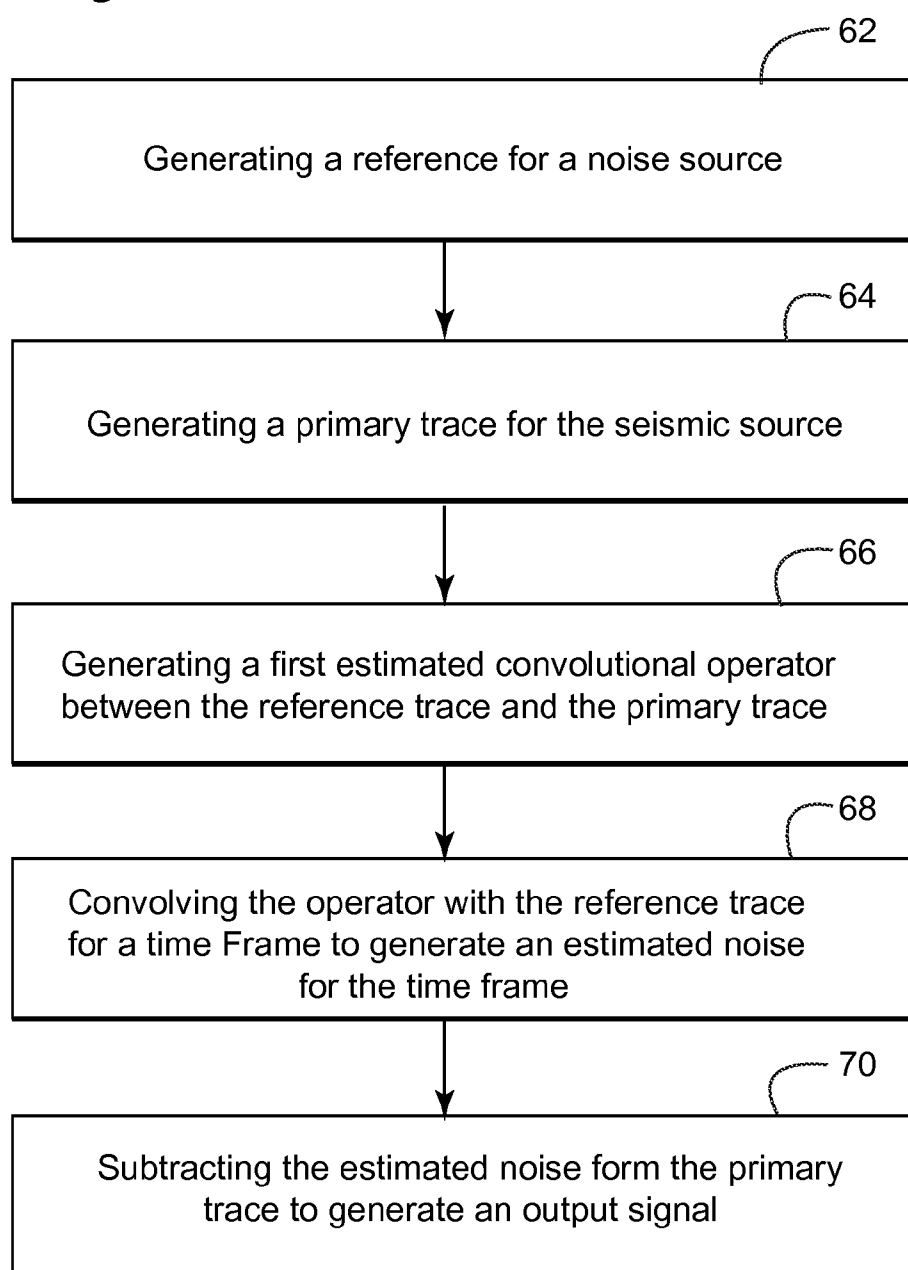 62
Generating a reference for a noise source
64
Generating a primary trace for the seismic source
66
Generating a first estimated convolutional operator
between the reference trace and the primary trace
68
Convolving the operator with the reference trace
for a time Frame to generate an estimated noise
for the time frame
70
Subtracting the estimated noise form the primary
trace to generate an output signal